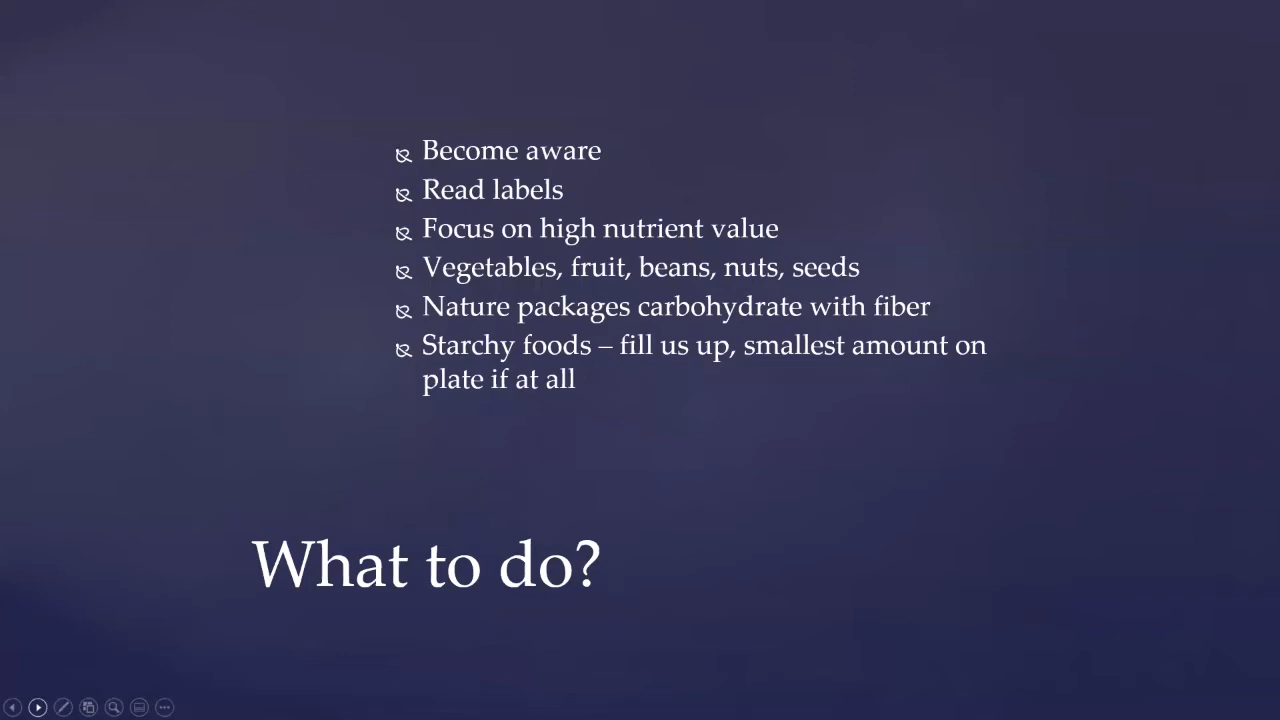 Become aware
Read labels
Focus on high nutrient value
Vegetables, fruit, beans, nuts, seeds
Nature packages carbohydrate with fiber
Starchy foods – fill us up, smallest amount on
plate if at all
What to do?